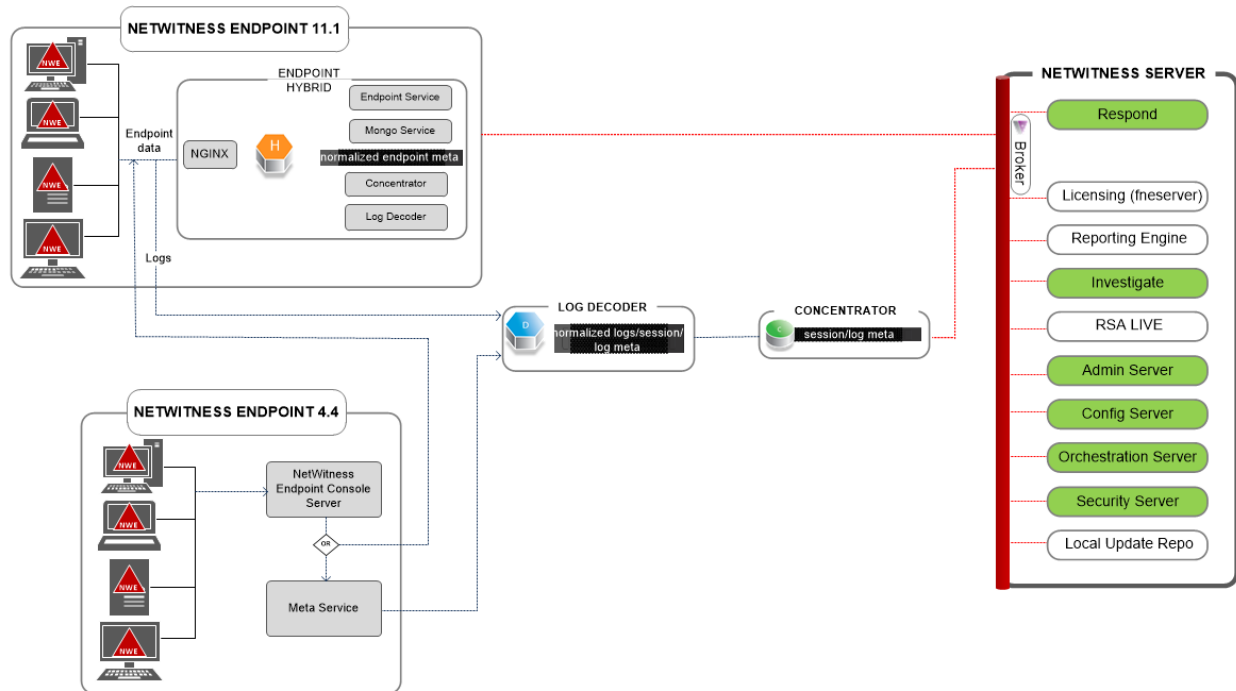 NETWITNESS ENDPOINT 11.1
NWE
NWE
NWE
NWE
Endpoint
data
Logs
ENDPOINT
HYBRID
NGINX
H
Endpoint Service
Mongo Service
normalized endpoint meta
Concentrator
Log Decoder
LOG DECODER
D
normalized logs/session/
log meta
CONCENTRATOR
C
session/log meta
NETWITNESS ENDPOINT 4.4
NWE
NWE
NWE
NWE
NetWitness
Endpoint Console
Server
OR
Meta Service
NETWITNESS SERVER
Broker
Respond
Licensing (fneserver)
Reporting Engine
Investigate
RSA LIVE
Admin Server
Config Server
Orchestration Server
Security Server
Local Update Repo